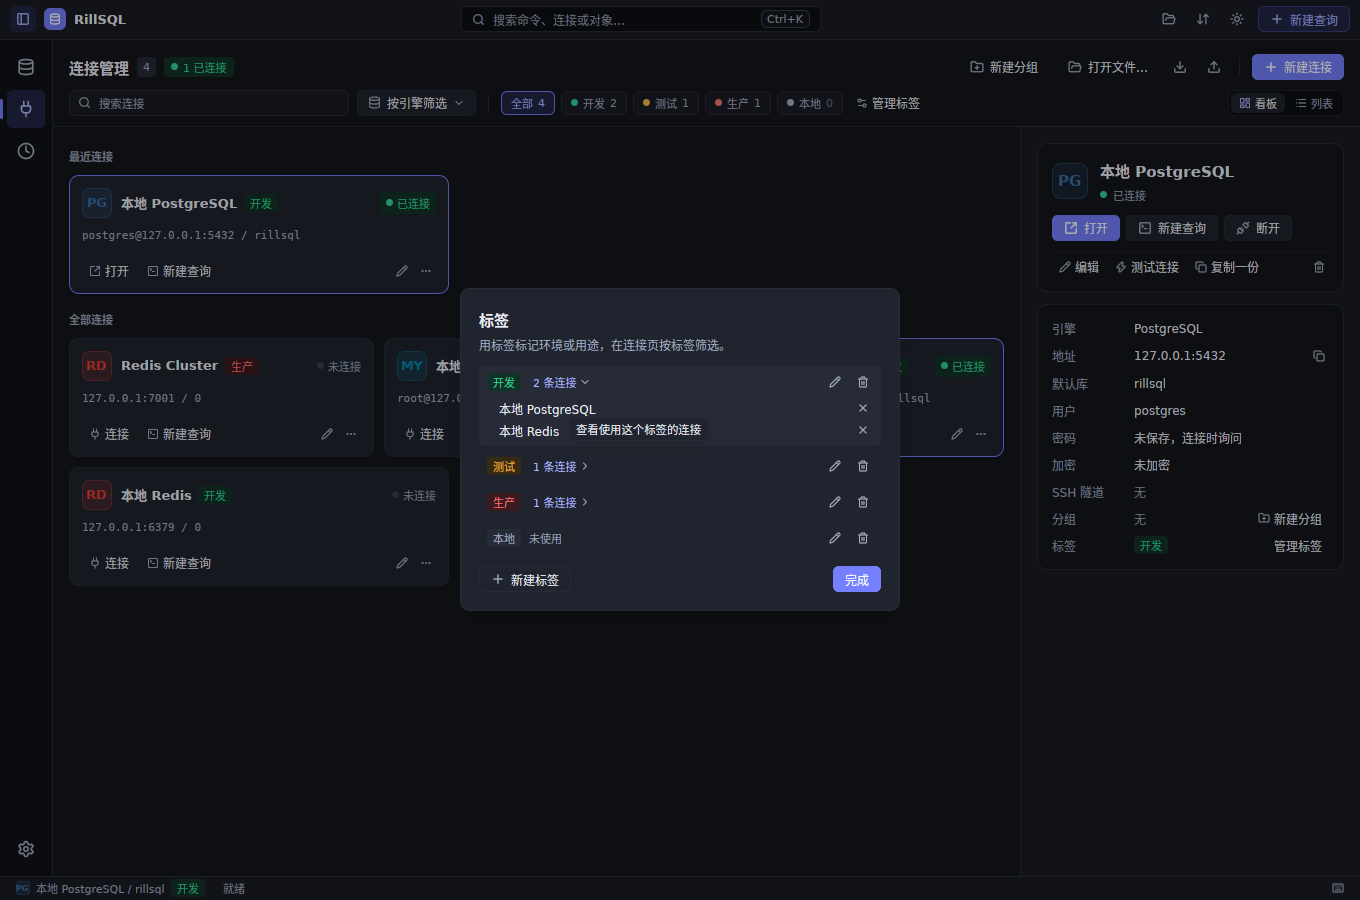 RillSQL
搜索命令、连接或对象... Ctrl+K
新建查询
连接管理 4 1 已连接
新建分组 打开文件... 新建连接
搜索连接 按引擎筛选 全部 4 开发 2 测试 1 生产 1 本地 0 管理标签 看板 列表
最近连接
PG 本地 PostgreSQL 开发 已连接
postgres@127.0.0.1:5432 / rillsql
打开 新建查询
全部连接
RD Redis Cluster 生产 未连接
127.0.0.1:7001 / 0
连接 新建查询
MY 本地
root@127.0
连接
已连接
llsql
RD 本地 Redis 开发 未连接
127.0.0.1:6379 / 0
连接 新建查询
标签
用标签标记环境或用途，在连接页按标签筛选。
开发 2 条连接
本地 PostgreSQL
本地 Redis 查看使用这个标签的连接
测试 1 条连接
生产 1 条连接
本地 未使用
新建标签 完成
PG 本地 PostgreSQL
已连接
打开 新建查询 断开
编辑 测试连接 复制一份
引擎 PostgreSQL
地址 127.0.0.1:5432
默认库 rillsql
用户 postgres
密码 未保存，连接时询问
加密 未加密
SSH 隧道 无
分组 无 新建分组
标签 开发 管理标签
PG 本地 PostgreSQL / rillsql 开发 就绪